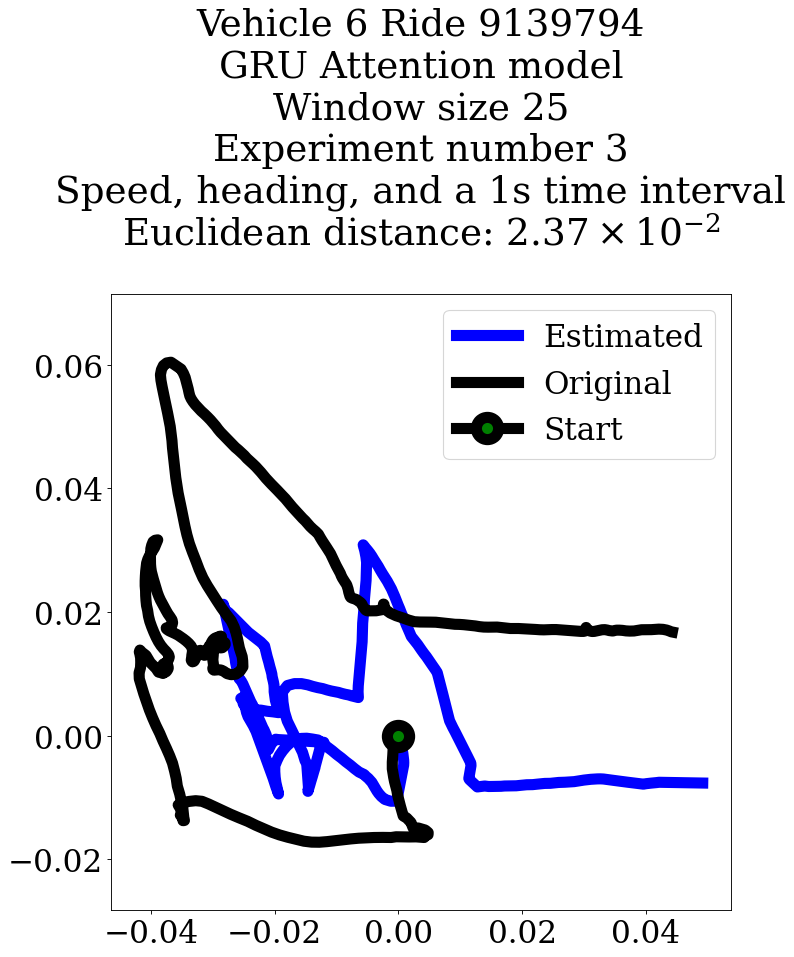 Vehicle 6 Ride 9139794
GRU Attention model
Window size 25
Experiment number 3
Speed, heading, and a 1s time interval
Euclidean distance: 2.37 × 10⁻²
Estimated
Original
Start
0.06
0.04
0.02
0.00
−0.02
−0.04 −0.02 0.00 0.02 0.04